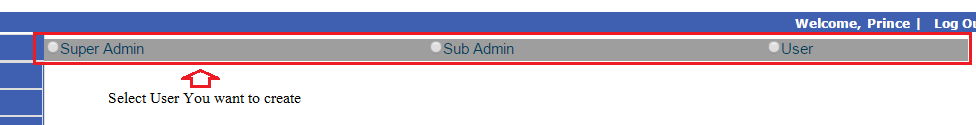 Welcome, Prince | Log Ou
Super Admin Sub Admin User
Select User You want to create